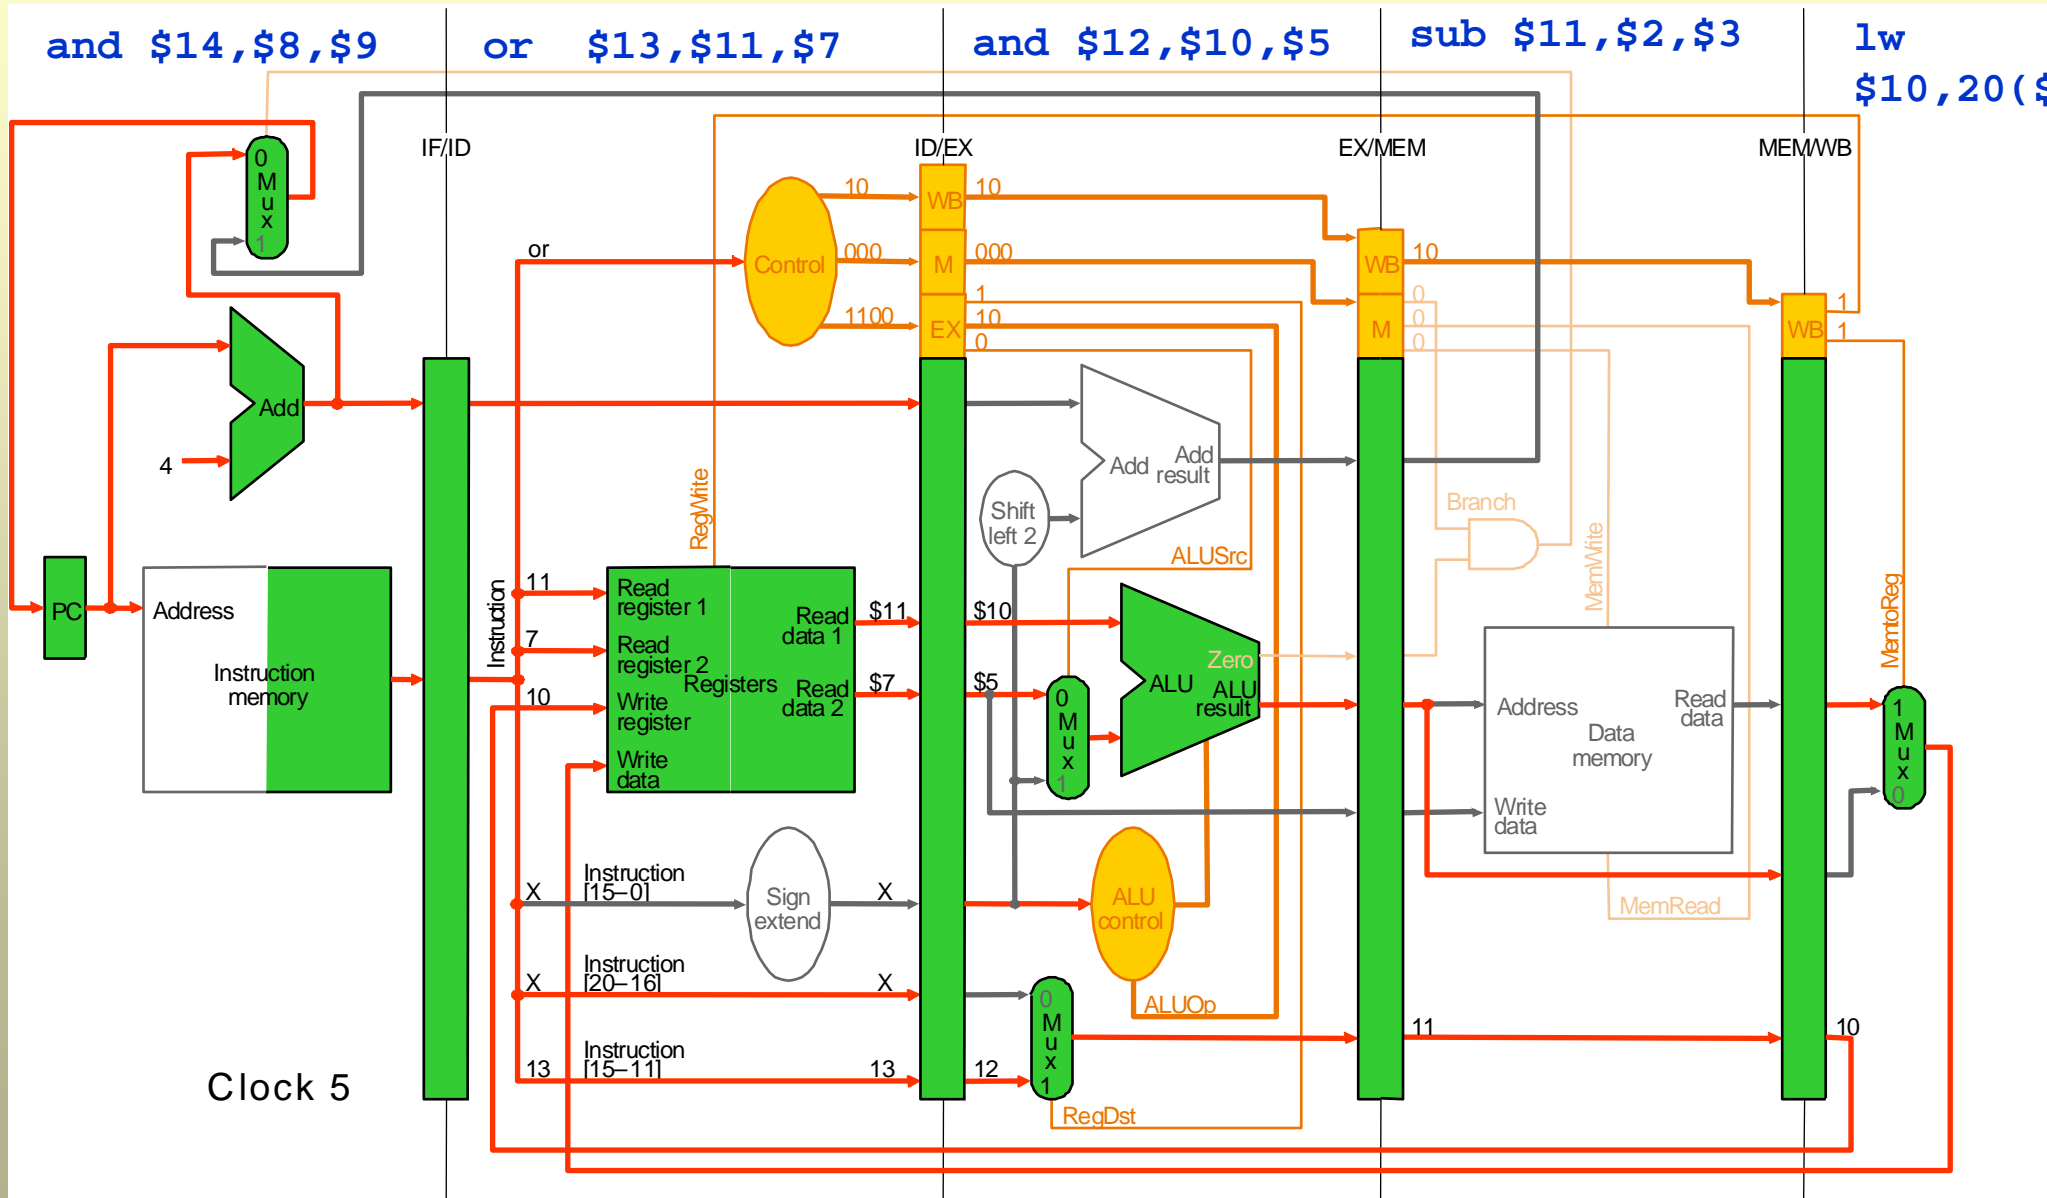 and $14,$8,$9
or $13,$11,$7
and $12,$10,$5
sub $11,$2,$3
lw
$10,20($
IF/ID
ID/EX
EX/MEM
MEM/WB
0
M
u
x
1
or
Control
10
000
1100
WB
M
EX
10
000
1
10
0
WB
M
10
0
0
0
WB
1
1
Add
4
Add
Add
result
Shift
left 2
Branch
RegWrite
ALUSrc
MemWrite
MemtoReg
PC
Address
Instruction
memory
Instruction
11
7
10
Read
register 1
Read
register 2
Write
register
Write
data
Registers
Read
data 1
Read
data 2
$11
$7
$10
$5
0
M
u
x
1
Zero
ALU
ALU
result
Address
Read
data
Data
memory
Write
data
1
M
u
x
0
X
Instruction
[15–0]
Sign
extend
X
ALU
control
MemRead
X
Instruction
[20–16]
X
0
M
u
x
1
ALUOp
13
Instruction
[15–11]
13
12
11
10
RegDst
Clock 5